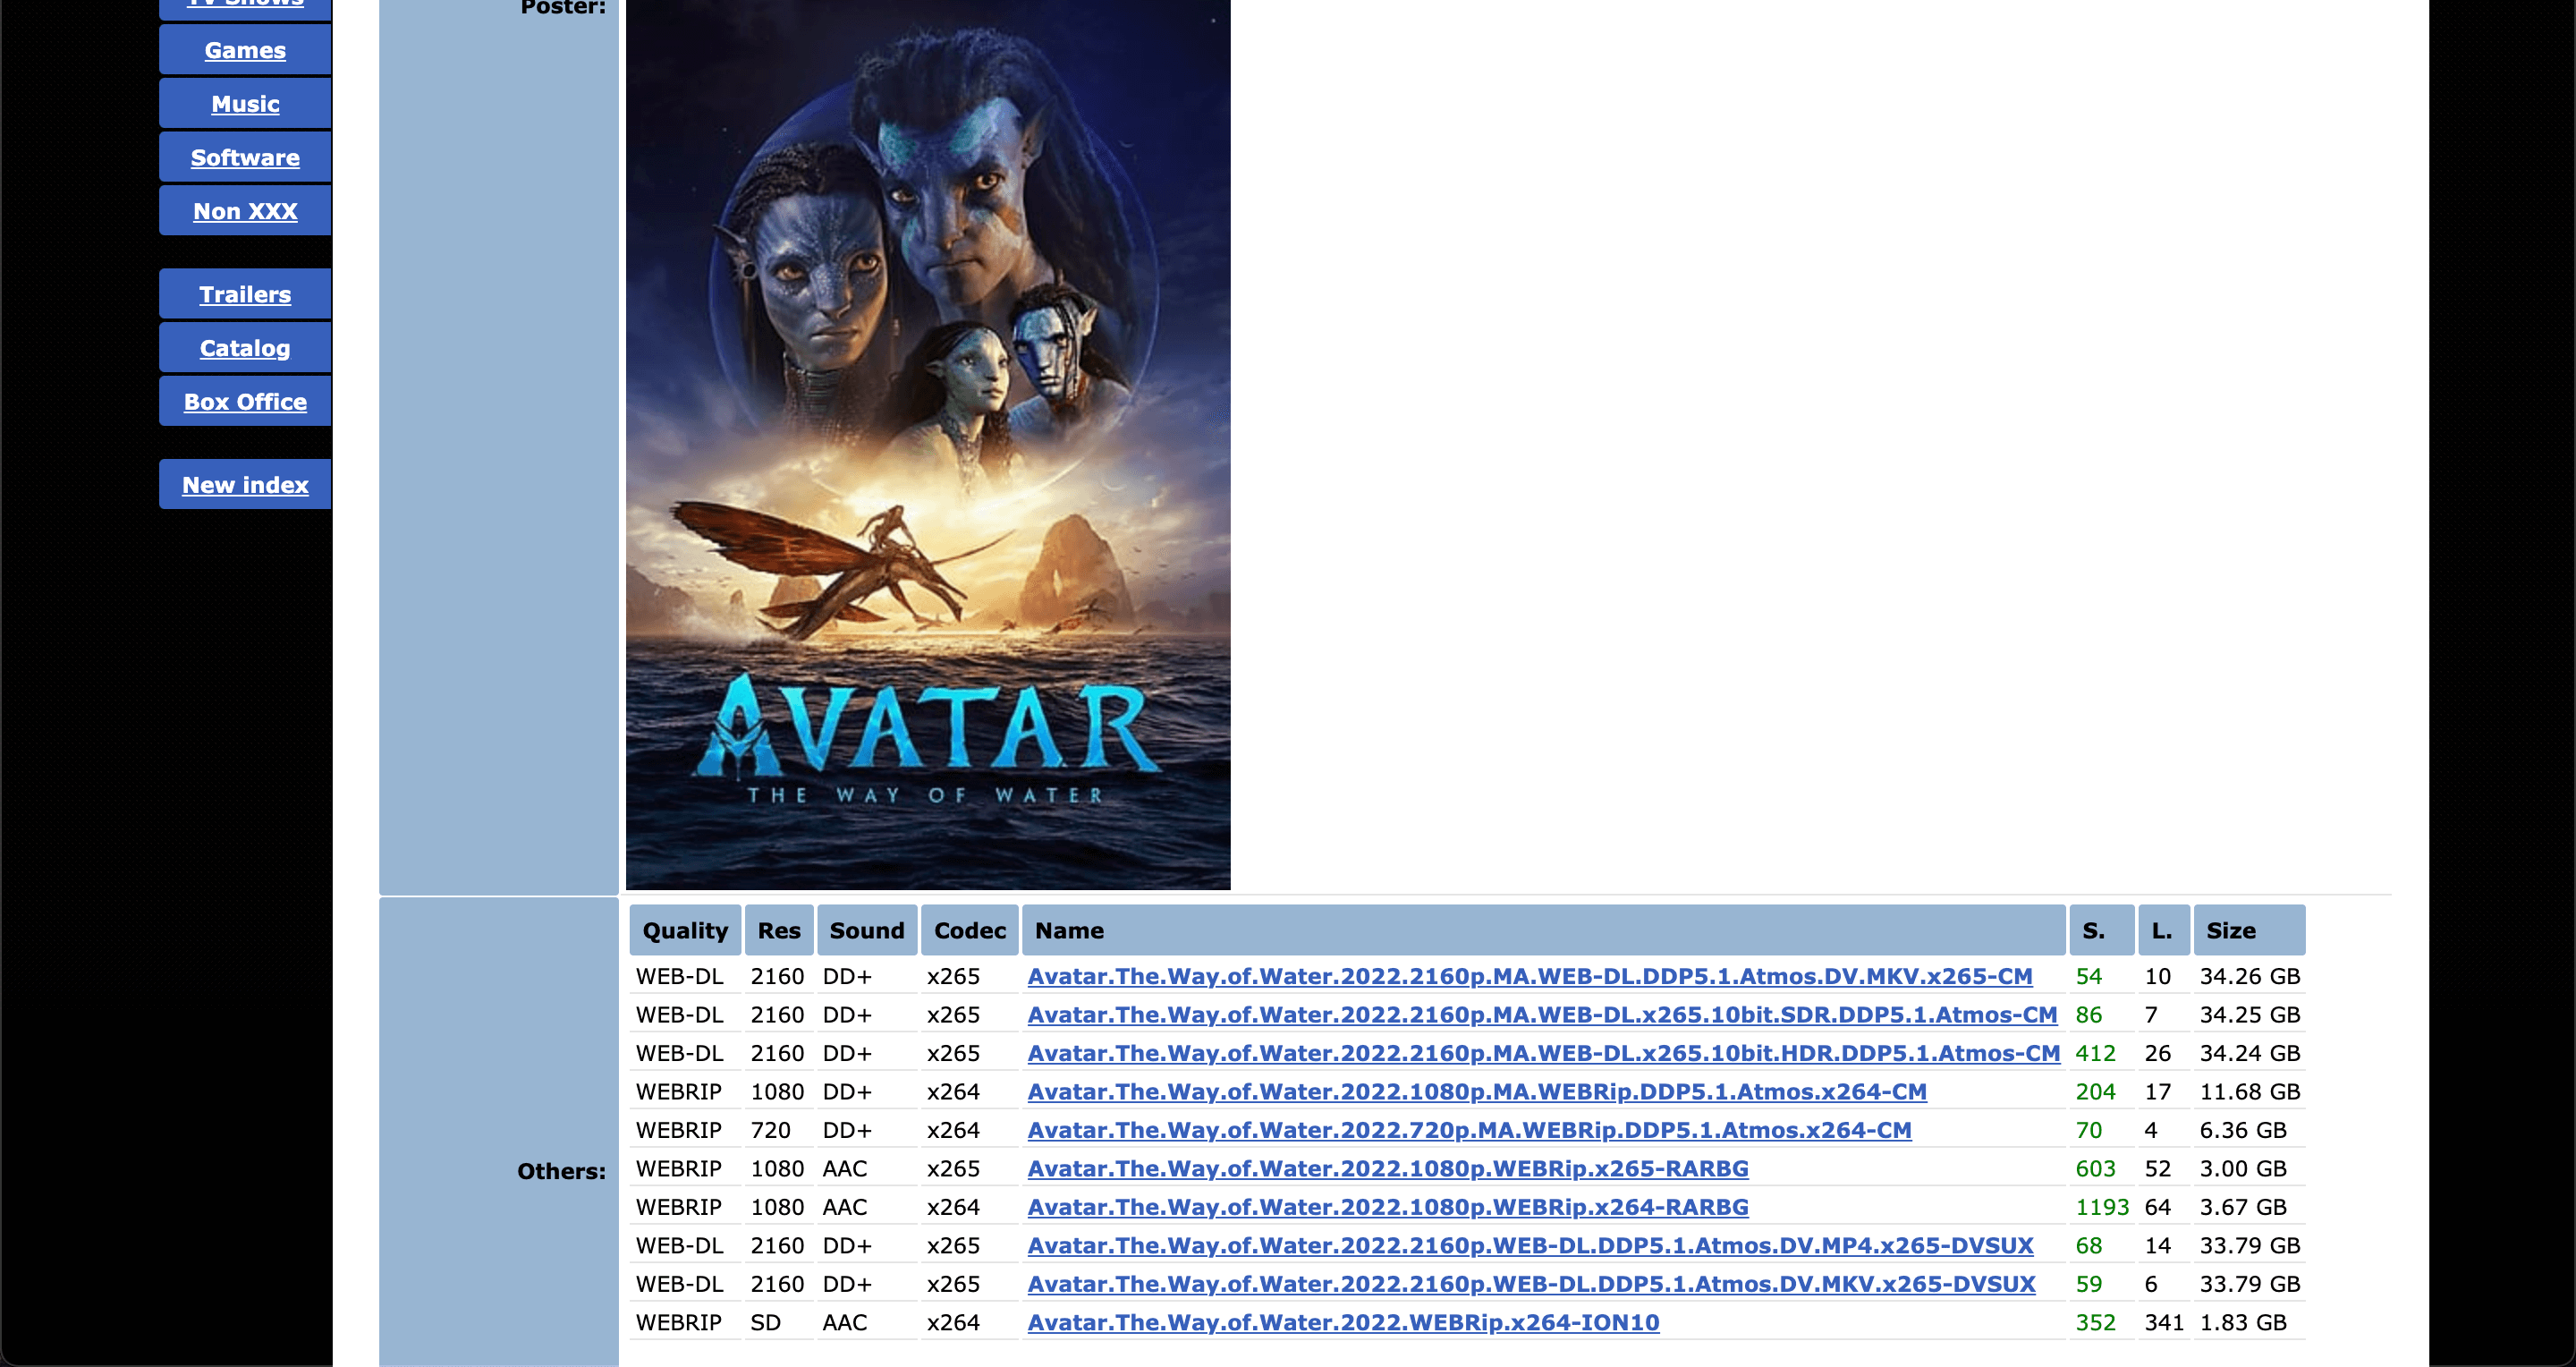 TV Shows
Games
Music
Software
Non XXX
Trailers
Catalog
Box Office
New index
Poster:
AVATAR
THE WAY OF WATER
Others:
Quality Res Sound Codec Name S. L. Size
WEB-DL 2160 DD+ x265 Avatar.The.Way.of.Water.2022.2160p.MA.WEB-DL.DDP5.1.Atmos.DV.MKV.x265-CM 54 10 34.26 GB
WEB-DL 2160 DD+ x265 Avatar.The.Way.of.Water.2022.2160p.MA.WEB-DL.x265.10bit.SDR.DDP5.1.Atmos-CM 86 7 34.25 GB
WEB-DL 2160 DD+ x265 Avatar.The.Way.of.Water.2022.2160p.MA.WEB-DL.x265.10bit.HDR.DDP5.1.Atmos-CM 412 26 34.24 GB
WEBRIP 1080 DD+ x264 Avatar.The.Way.of.Water.2022.1080p.MA.WEBRip.DDP5.1.Atmos.x264-CM 204 17 11.68 GB
WEBRIP 720 DD+ x264 Avatar.The.Way.of.Water.2022.720p.MA.WEBRip.DDP5.1.Atmos.x264-CM 70 4 6.36 GB
WEBRIP 1080 AAC x265 Avatar.The.Way.of.Water.2022.1080p.WEBRip.x265-RARBG 603 52 3.00 GB
WEBRIP 1080 AAC x264 Avatar.The.Way.of.Water.2022.1080p.WEBRip.x264-RARBG 1193 64 3.67 GB
WEB-DL 2160 DD+ x265 Avatar.The.Way.of.Water.2022.2160p.WEB-DL.DDP5.1.Atmos.DV.MP4.x265-DVSUX 68 14 33.79 GB
WEB-DL 2160 DD+ x265 Avatar.The.Way.of.Water.2022.2160p.WEB-DL.DDP5.1.Atmos.DV.MKV.x265-DVSUX 59 6 33.79 GB
WEBRIP SD AAC x264 Avatar.The.Way.of.Water.2022.WEBRip.x264-ION10 352 341 1.83 GB